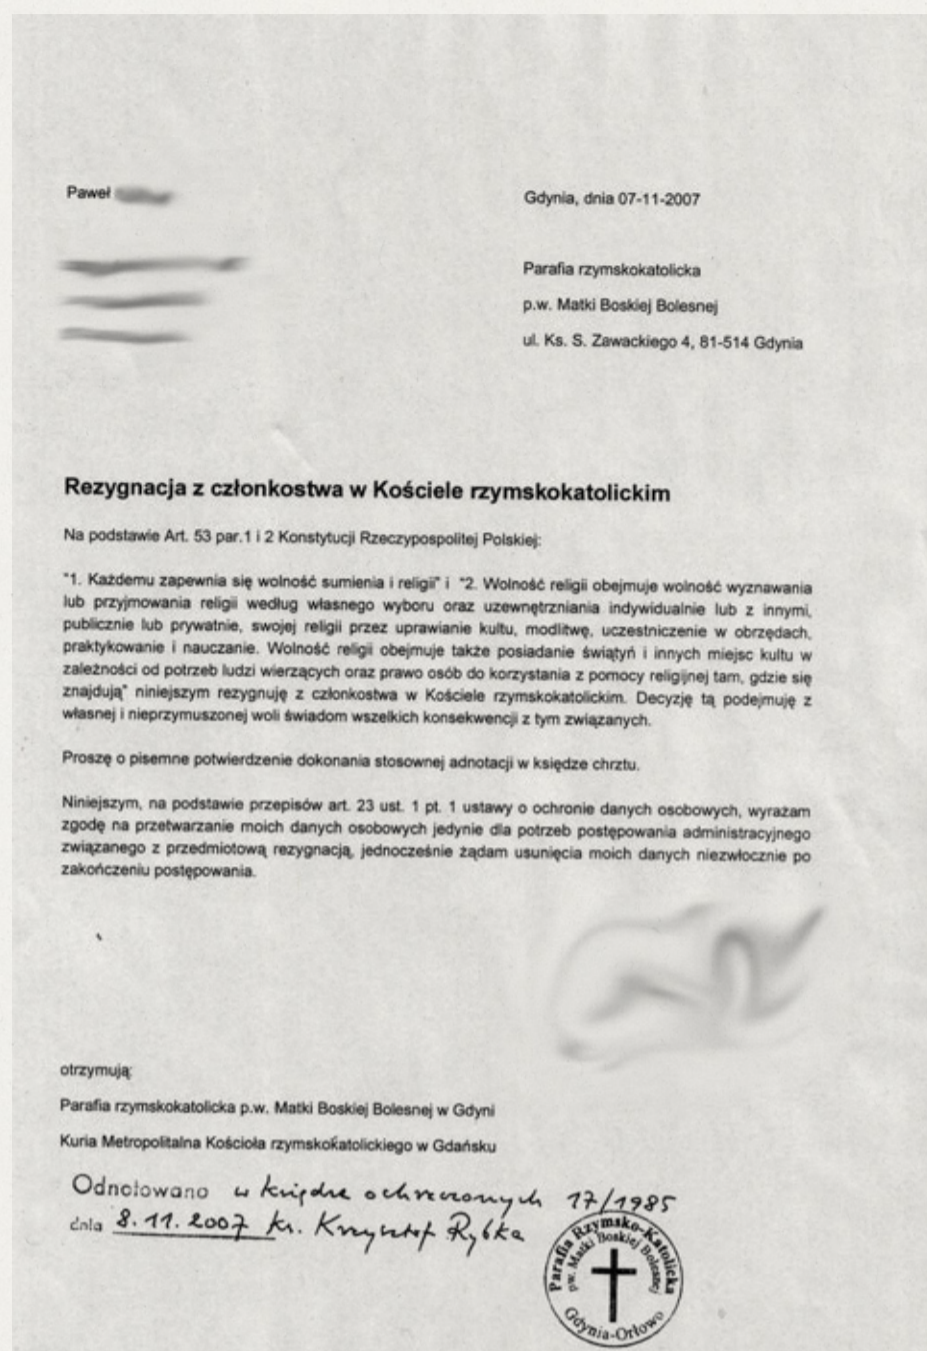 Paweł
Gdynia, dnia 07-11-2007
Parafia rzymskokatolicka
p.w. Matki Boskiej Bolesnej
ul. Ks. S. Zawackiego 4, 81-514 Gdynia
Rezygnacja z członkostwa w Kościele rzymskokatolickim
Na podstawie Art. 53 par.1 i 2 Konstytucji Rzeczypospolitej Polskiej:
"1. Każdemu zapewnia się wolność sumienia i religii" i "2. Wolność religii obejmuje wolność wyznawania
lub przyjmowania religii według własnego wyboru oraz uzewnętrzniania indywidualnie lub z innymi,
publicznie lub prywatnie, swojej religii przez uprawianie kultu, modlitwę, uczestniczenie w obrzędach,
praktykowanie i nauczanie. Wolność religii obejmuje także posiadanie świątyń i innych miejsc kultu w
zależności od potrzeb ludzi wierzących oraz prawo osób do korzystania z pomocy religijnej tam, gdzie się
znajdują" niniejszym rezygnuję z członkostwa w Kościele rzymskokatolickim. Decyzję tą podejmuję z
własnej i nieprzymuszonej woli świadom wszelkich konsekwencji z tym związanych.
Proszę o pisemne potwierdzenie dokonania stosownej adnotacji w księdze chrztu.
Niniejszym, na podstawie przepisów art. 23 ust. 1 pt. 1 ustawy o ochronie danych osobowych, wyrażam
zgodę na przetwarzanie moich danych osobowych jedynie dla potrzeb postępowania administracyjnego
związanego z przedmiotową rezygnacją, jednocześnie żądam usunięcia moich danych niezwłocznie po
zakończeniu postępowania.
otrzymują:
Parafia rzymskokatolicka p.w. Matki Boskiej Bolesnej w Gdyni
Kuria Metropolitalna Kościoła rzymskokatolickiego w Gdańsku
Odnotowano w księdze ochrzczonych 17/1985
dnia 8.11.2007 ks. Krzysztof Rybka
Parafia Rzymsko-Katolicka
pw. Matki Boskiej Bolesnej
Gdynia-Orłowo